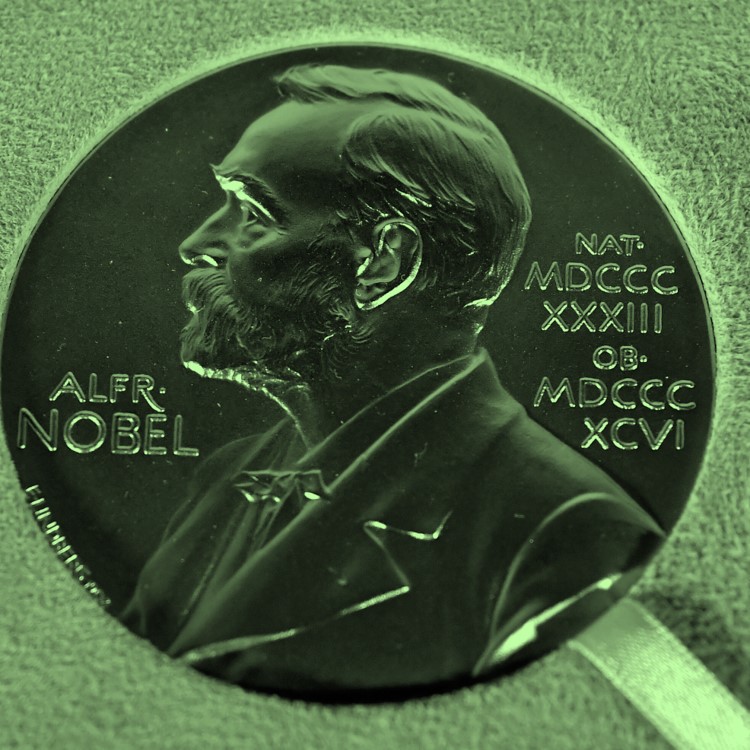 ALFR·
NOBEL
NAT·
MDCCC
XXXIII
OB·
MDCCC
XCVI